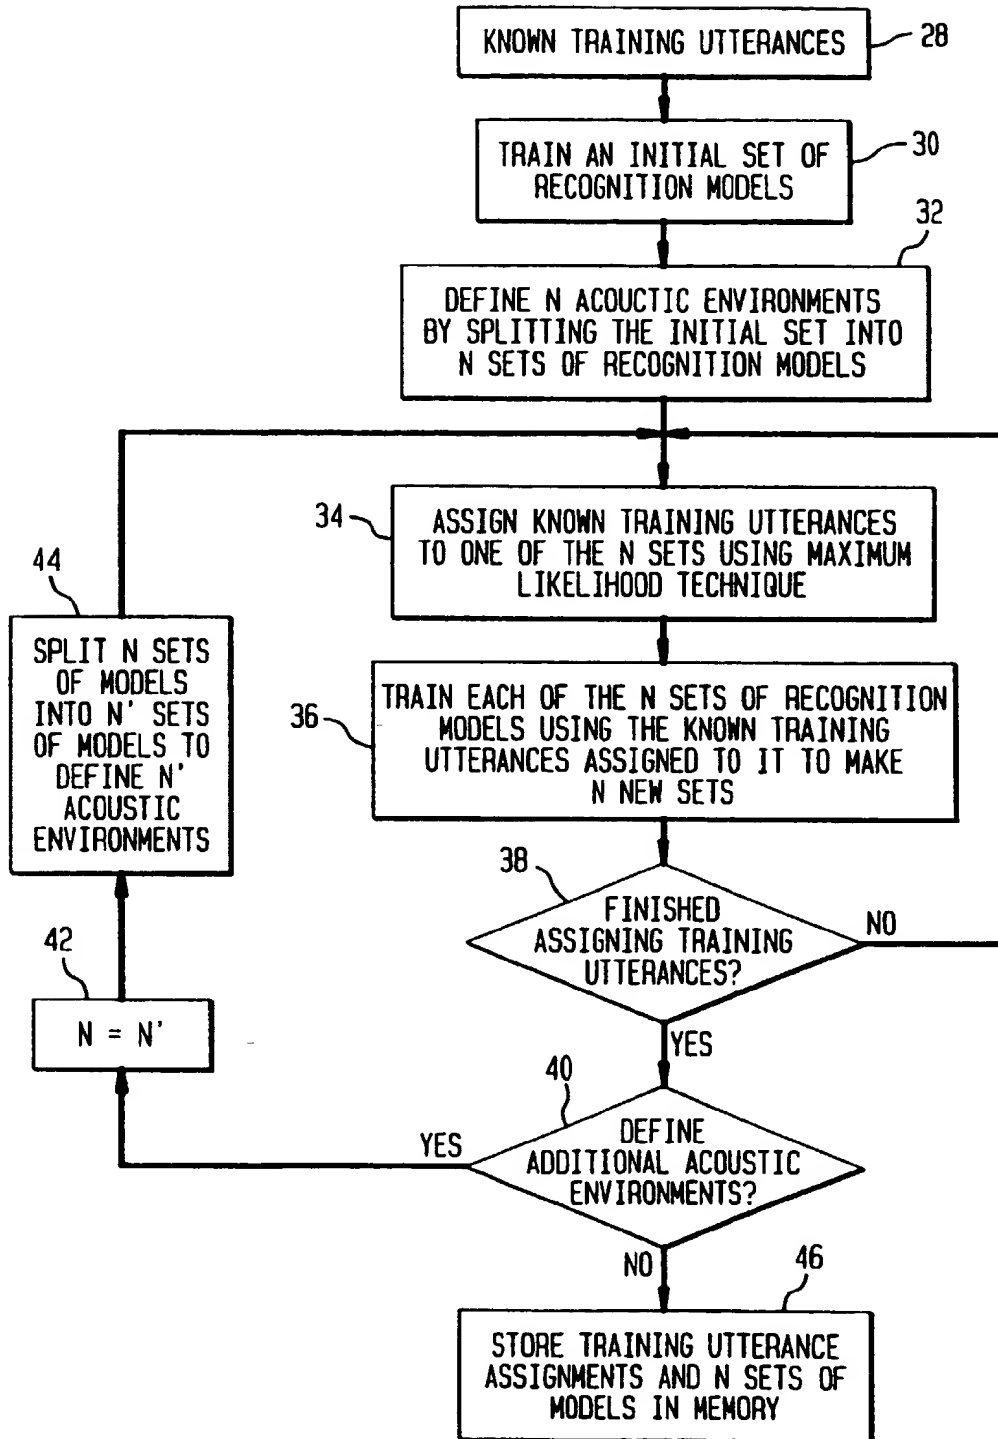 KNOWN TRAINING UTTERANCES
28
TRAIN AN INITIAL SET OF
RECOGNITION MODELS
30
32
DEFINE N ACOUCTIC ENVIRONMENTS
BY SPLITTING THE INITIAL SET INTO
N SETS OF RECOGNITION MODELS
34
ASSIGN KNOWN TRAINING UTTERANCES
TO ONE OF THE N SETS USING MAXIMUM
LIKELIHOOD TECHNIQUE
44
SPLIT N SETS
OF MODELS
INTO N' SETS
OF MODELS TO
DEFINE N'
ACOUSTIC
ENVIRONMENTS
36
TRAIN EACH OF THE N SETS OF RECOGNITION
MODELS USING THE KNOWN TRAINING
UTTERANCES ASSIGNED TO IT TO MAKE
N NEW SETS
38
FINISHED
ASSIGNING TRAINING
UTTERANCES?
NO
YES
42
N = N'
40
DEFINE
ADDITIONAL ACOUSTIC
ENVIRONMENTS?
YES
NO
46
STORE TRAINING UTTERANCE
ASSIGNMENTS AND N SETS OF
MODELS IN MEMORY